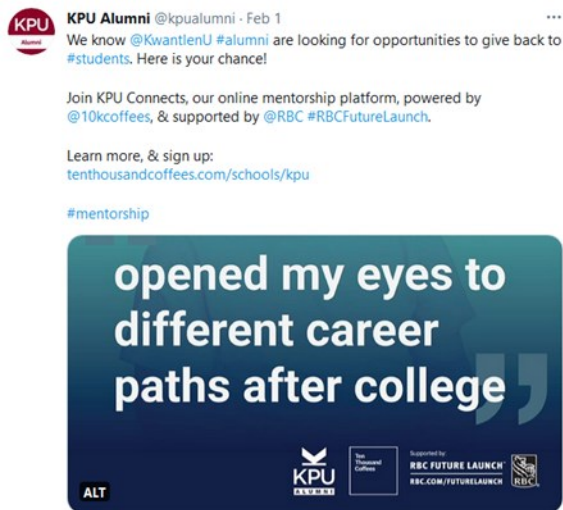 KPU
Alumni
KPU Alumni @kpualumni · Feb 1
We know @KwantlenU #alumni are looking for opportunities to give back to
#students. Here is your chance!
Join KPU Connects, our online mentorship platform, powered by
@10kcoffees, & supported by @RBC #RBCFutureLaunch.
Learn more, & sign up:
tenthousandcoffees.com/schools/kpu
#mentorship
opened my eyes to
different career
paths after college
KPU
ALUMNI
Ten
Thousand
Coffees
Supported by:
RBC FUTURE LAUNCH™
RBC.COM/FUTURELAUNCH
RBC
ALT